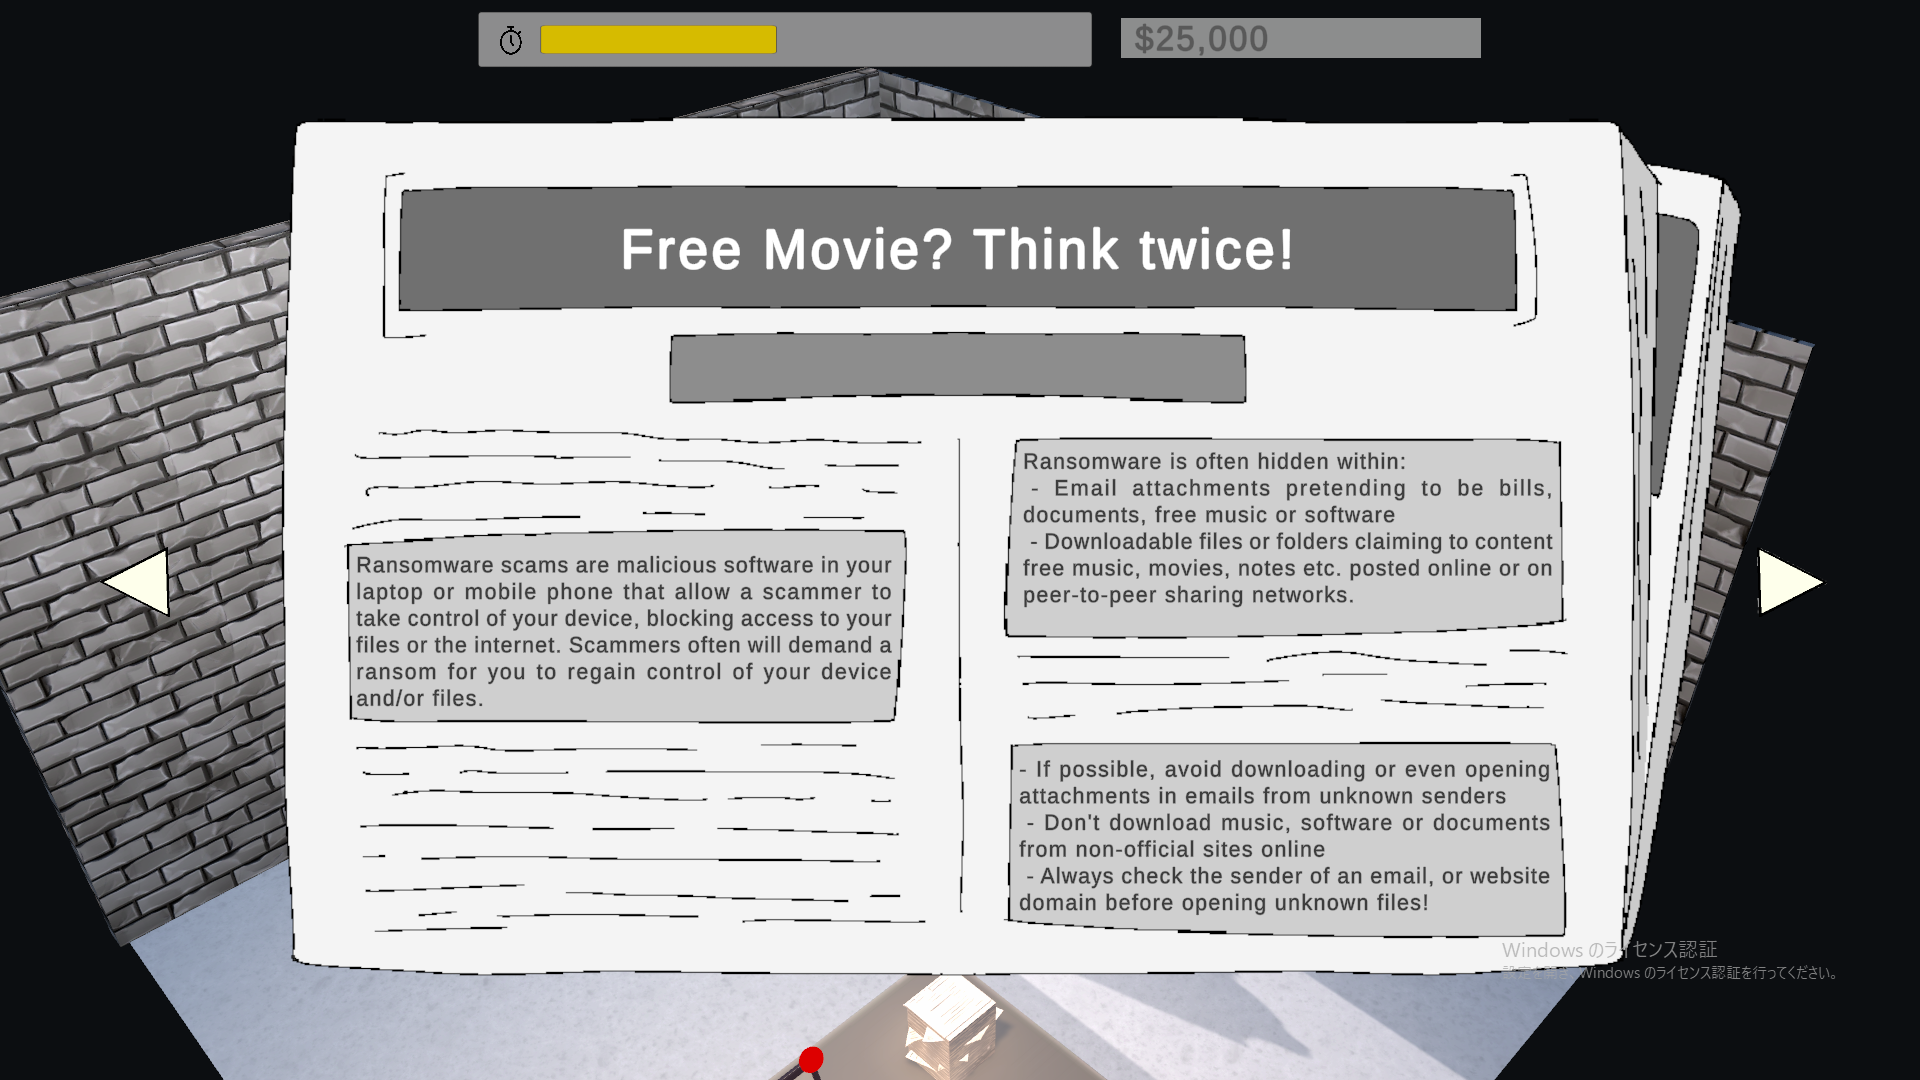 $25,000
Free Movie? Think twice!
Ransomware scams are malicious software in your
laptop or mobile phone that allow a scammer to
take control of your device, blocking access to your
files or the internet. Scammers often will demand a
ransom for you to regain control of your device
and/or files.
Ransomware is often hidden within:
- Email attachments pretending to be bills,
documents, free music or software
- Downloadable files or folders claiming to content
free music, movies, notes etc. posted online or on
peer-to-peer sharing networks.
- If possible, avoid downloading or even opening
attachments in emails from unknown senders
- Don't download music, software or documents
from non-official sites online
- Always check the sender of an email, or website
domain before opening unknown files!
Windows のライセンス認証
Windows のライセンス認証を行ってください。